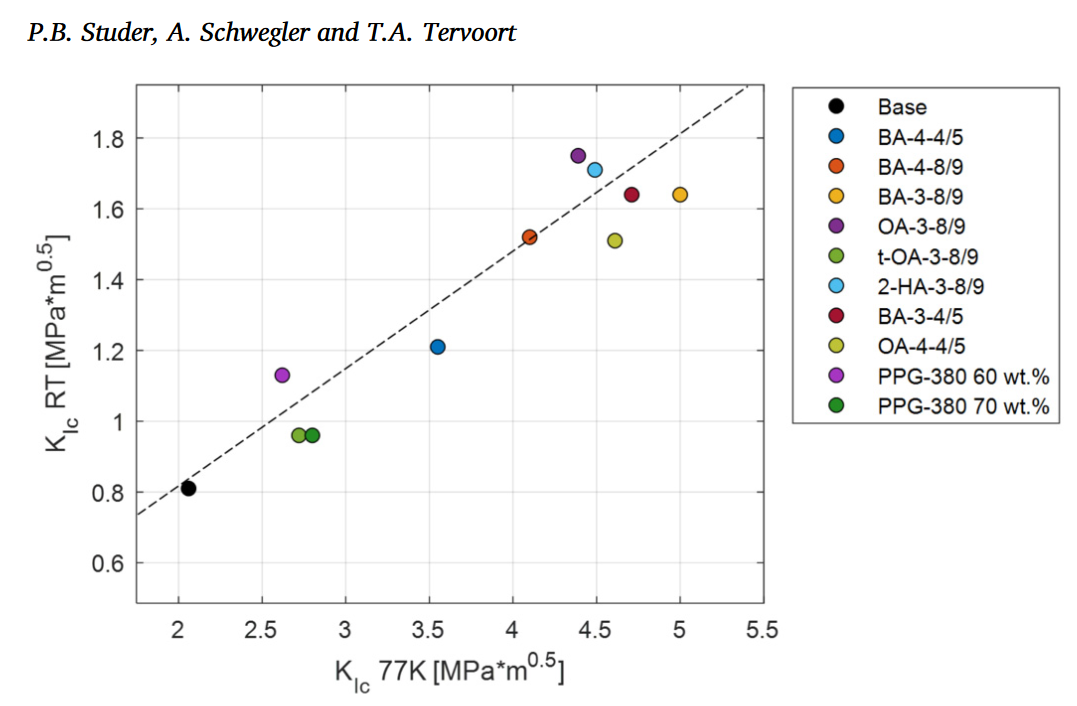 P.B. Studer, A. Schwegler and T.A. Tervoort
1.8
1.6
1.4
1.2
1
0.8
0.6
K_Ic RT [MPa*m^0.5]
2 2.5 3 3.5 4 4.5 5 5.5
K_Ic 77K [MPa*m^0.5]
Base
BA-4-4/5
BA-4-8/9
BA-3-8/9
OA-3-8/9
t-OA-3-8/9
2-HA-3-8/9
BA-3-4/5
OA-4-4/5
PPG-380 60 wt.%
PPG-380 70 wt.%